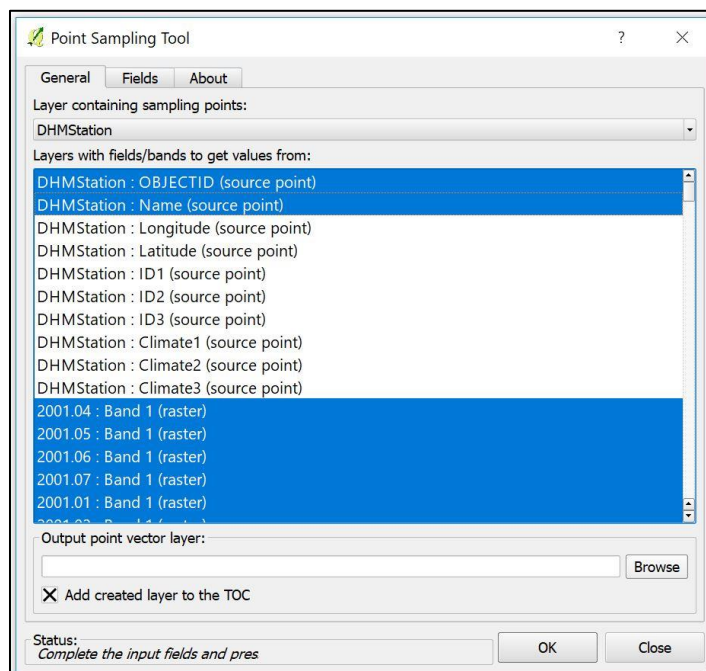 Point Sampling Tool
?
General Fields About
Layer containing sampling points:
DHMStation
Layers with fields/bands to get values from:
DHMStation : OBJECTID (source point)
DHMStation : Name (source point)
DHMStation : Longitude (source point)
DHMStation : Latitude (source point)
DHMStation : ID1 (source point)
DHMStation : ID2 (source point)
DHMStation : ID3 (source point)
DHMStation : Climate1 (source point)
DHMStation : Climate2 (source point)
DHMStation : Climate3 (source point)
2001.04 : Band 1 (raster)
2001.05 : Band 1 (raster)
2001.06 : Band 1 (raster)
2001.07 : Band 1 (raster)
2001.01 : Band 1 (raster)
Output point vector layer:
Browse
Add created layer to the TOC
Status:
Complete the input fields and pres
OK Close